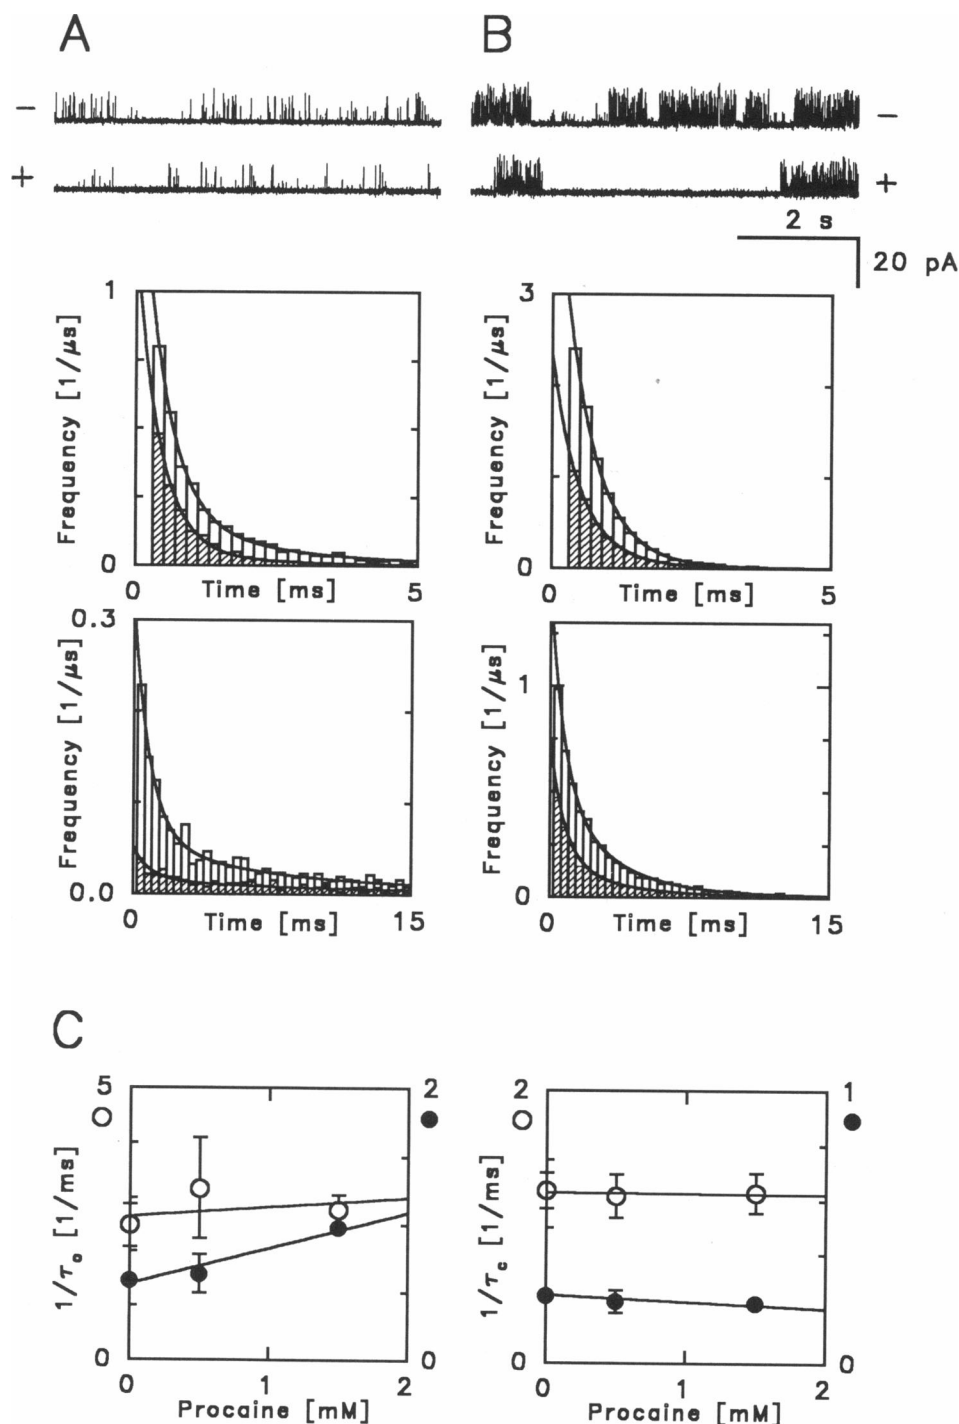 A B
− −
+ +
2 s
20 pA
1
Frequency [1/μs]
0
0 Time [ms] 5
3
Frequency [1/μs]
0
0 Time [ms] 5
0.3
Frequency [1/μs]
0.0
0 Time [ms] 15
1
Frequency [1/μs]
0
0 Time [ms] 15
C
5
2
1/τo [1/ms]
0
0
0 1 2
Procaine [mM]
2
1
1/τc [1/ms]
0
0
0 1 2
Procaine [mM]